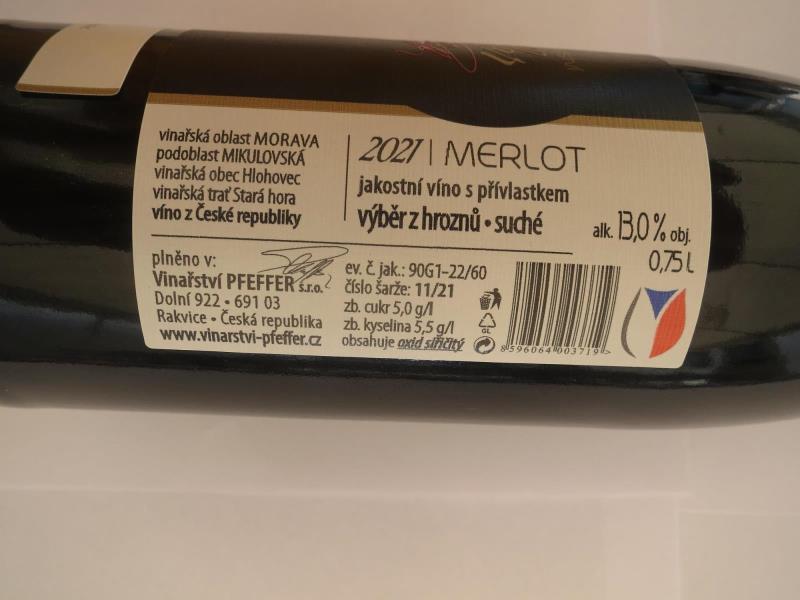 vinařská oblast MORAVA
podoblast MIKULOVSKÁ
vinařská obec Hlohovec
vinařská trať Stará hora
víno z České republiky
2021 | MERLOT
jakostní víno s přívlastkem
výběr z hroznů • suché
alk. 13,0 % obj.
0,75 L
plněno v:
Vinařství PFEFFER s.r.o.
Dolní 922 • 691 03
Rakvice • Česká republika
www.vinarstvi-pfeffer.cz
ev. č. jak.: 90G1-22/60
číslo šarže: 11/21
zb. cukr 5,0 g/l
zb. kyselina 5,5 g/l
obsahuje oxid siřičitý
GL
8596064003719>